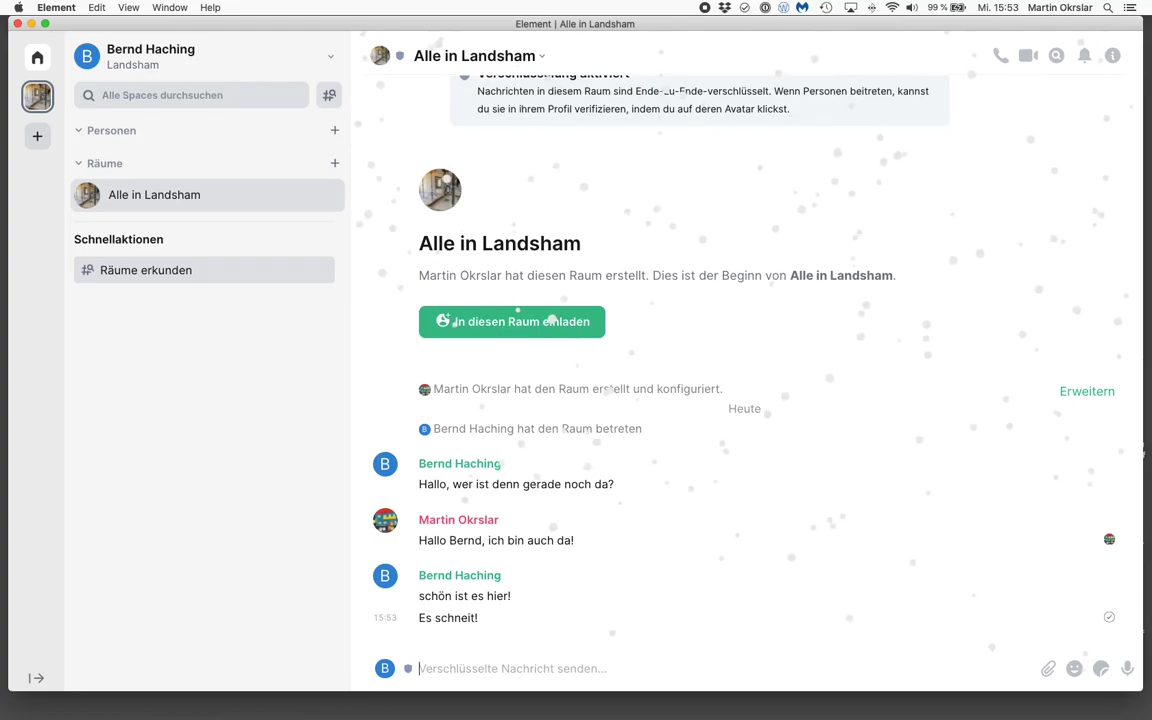 Element Edit View Window Help 99 % Mi. 15:53 Martin Okrslar
Element | Alle in Landsham
B Bernd Haching
Landsham
Alle in Landsham
Alle Spaces durchsuchen
Verschlüsselung aktiviert
Nachrichten in diesem Raum sind Ende-zu-Ende-verschlüsselt. Wenn Personen beitreten, kannst
du sie in ihrem Profil verifizieren, indem du auf deren Avatar klickst.
Personen
Räume
Alle in Landsham
Schnellaktionen
Räume erkunden
Alle in Landsham
Martin Okrslar hat diesen Raum erstellt. Dies ist der Beginn von Alle in Landsham.
In diesen Raum einladen
Martin Okrslar hat den Raum erstellt und konfiguriert.
Erweitern
Heute
B Bernd Haching hat den Raum betreten
B Bernd Haching
Hallo, wer ist denn gerade noch da?
Martin Okrslar
Hallo Bernd, ich bin auch da!
B Bernd Haching
schön ist es hier!
15:53 Es schneit!
B Verschlüsselte Nachricht senden...